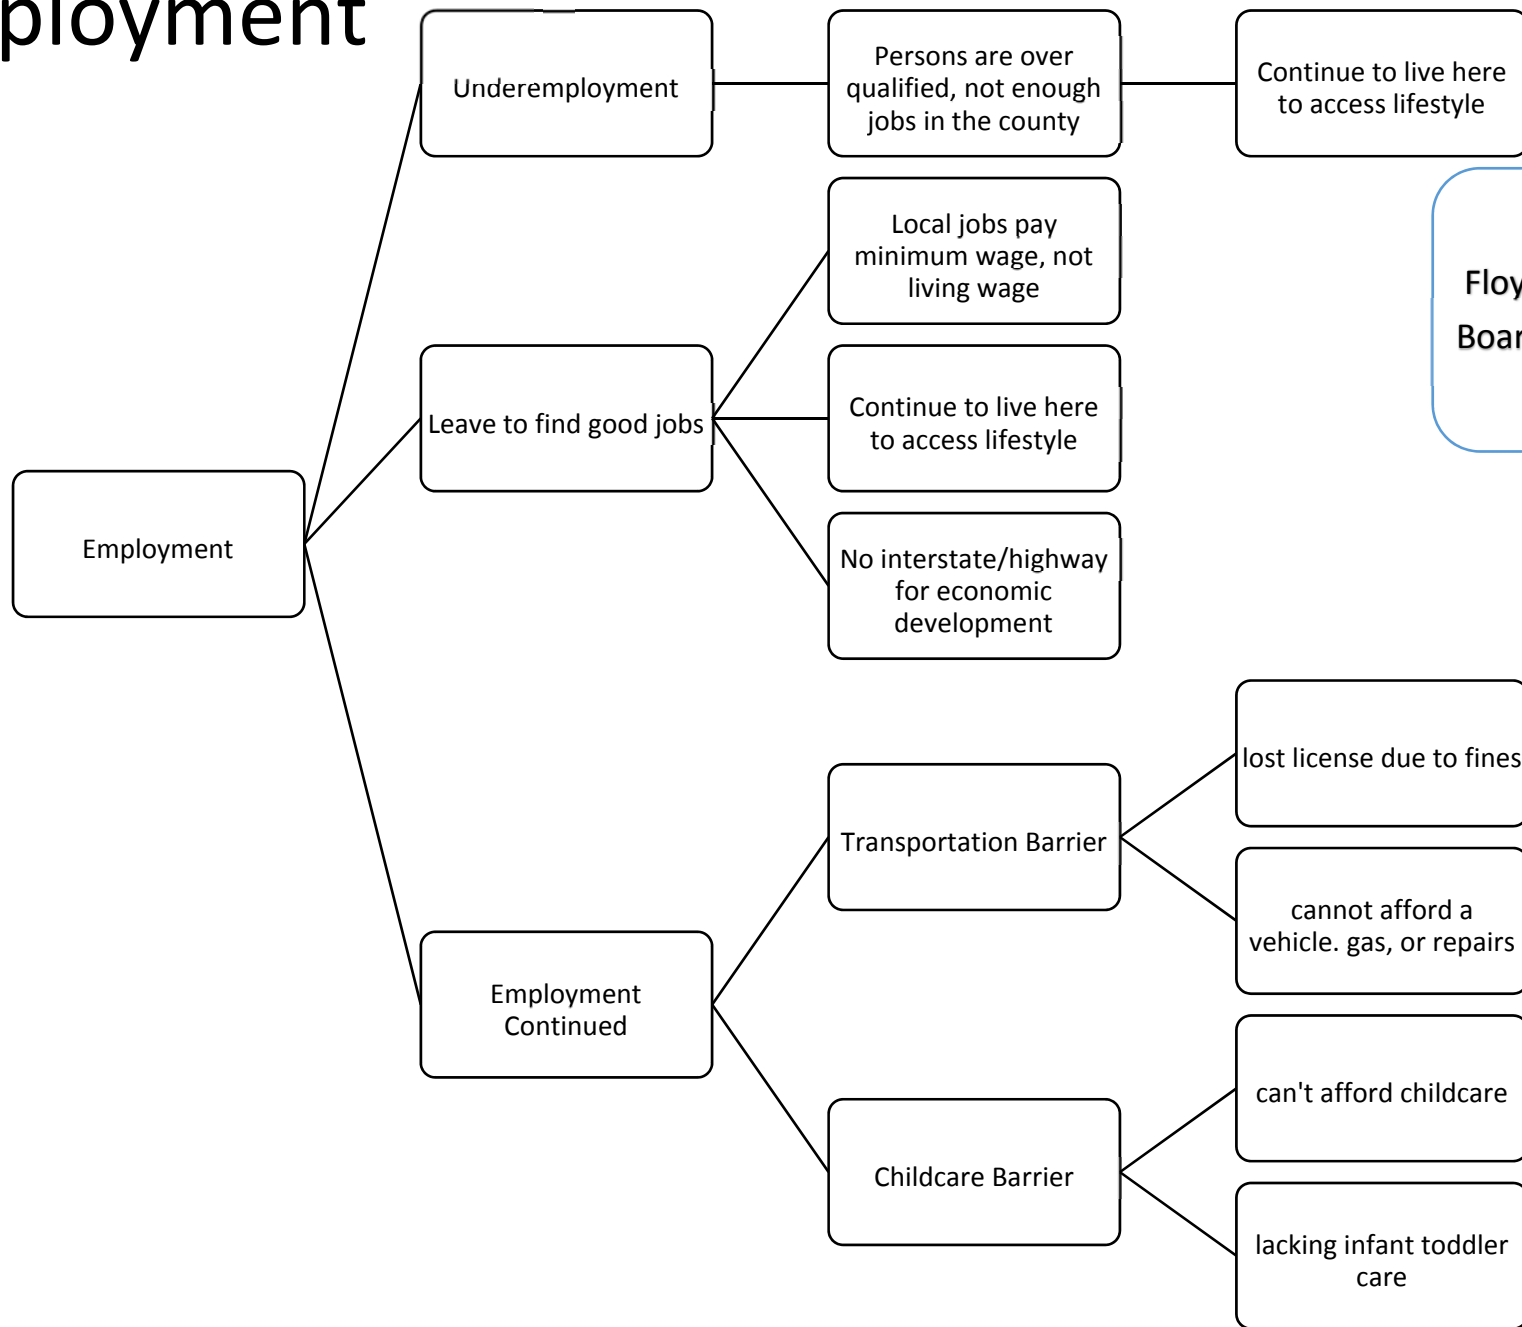 ployment
Underemployment
Persons are over
qualified, not enough
jobs in the county
Continue to live here
to access lifestyle
Local jobs pay
minimum wage, not
living wage
Floy
Boar
Leave to find good jobs
Continue to live here
to access lifestyle
Employment
No interstate/highway
for economic
development
lost license due to fines
Transportation Barrier
cannot afford a
vehicle. gas, or repairs
Employment
Continued
can't afford childcare
Childcare Barrier
lacking infant toddler
care